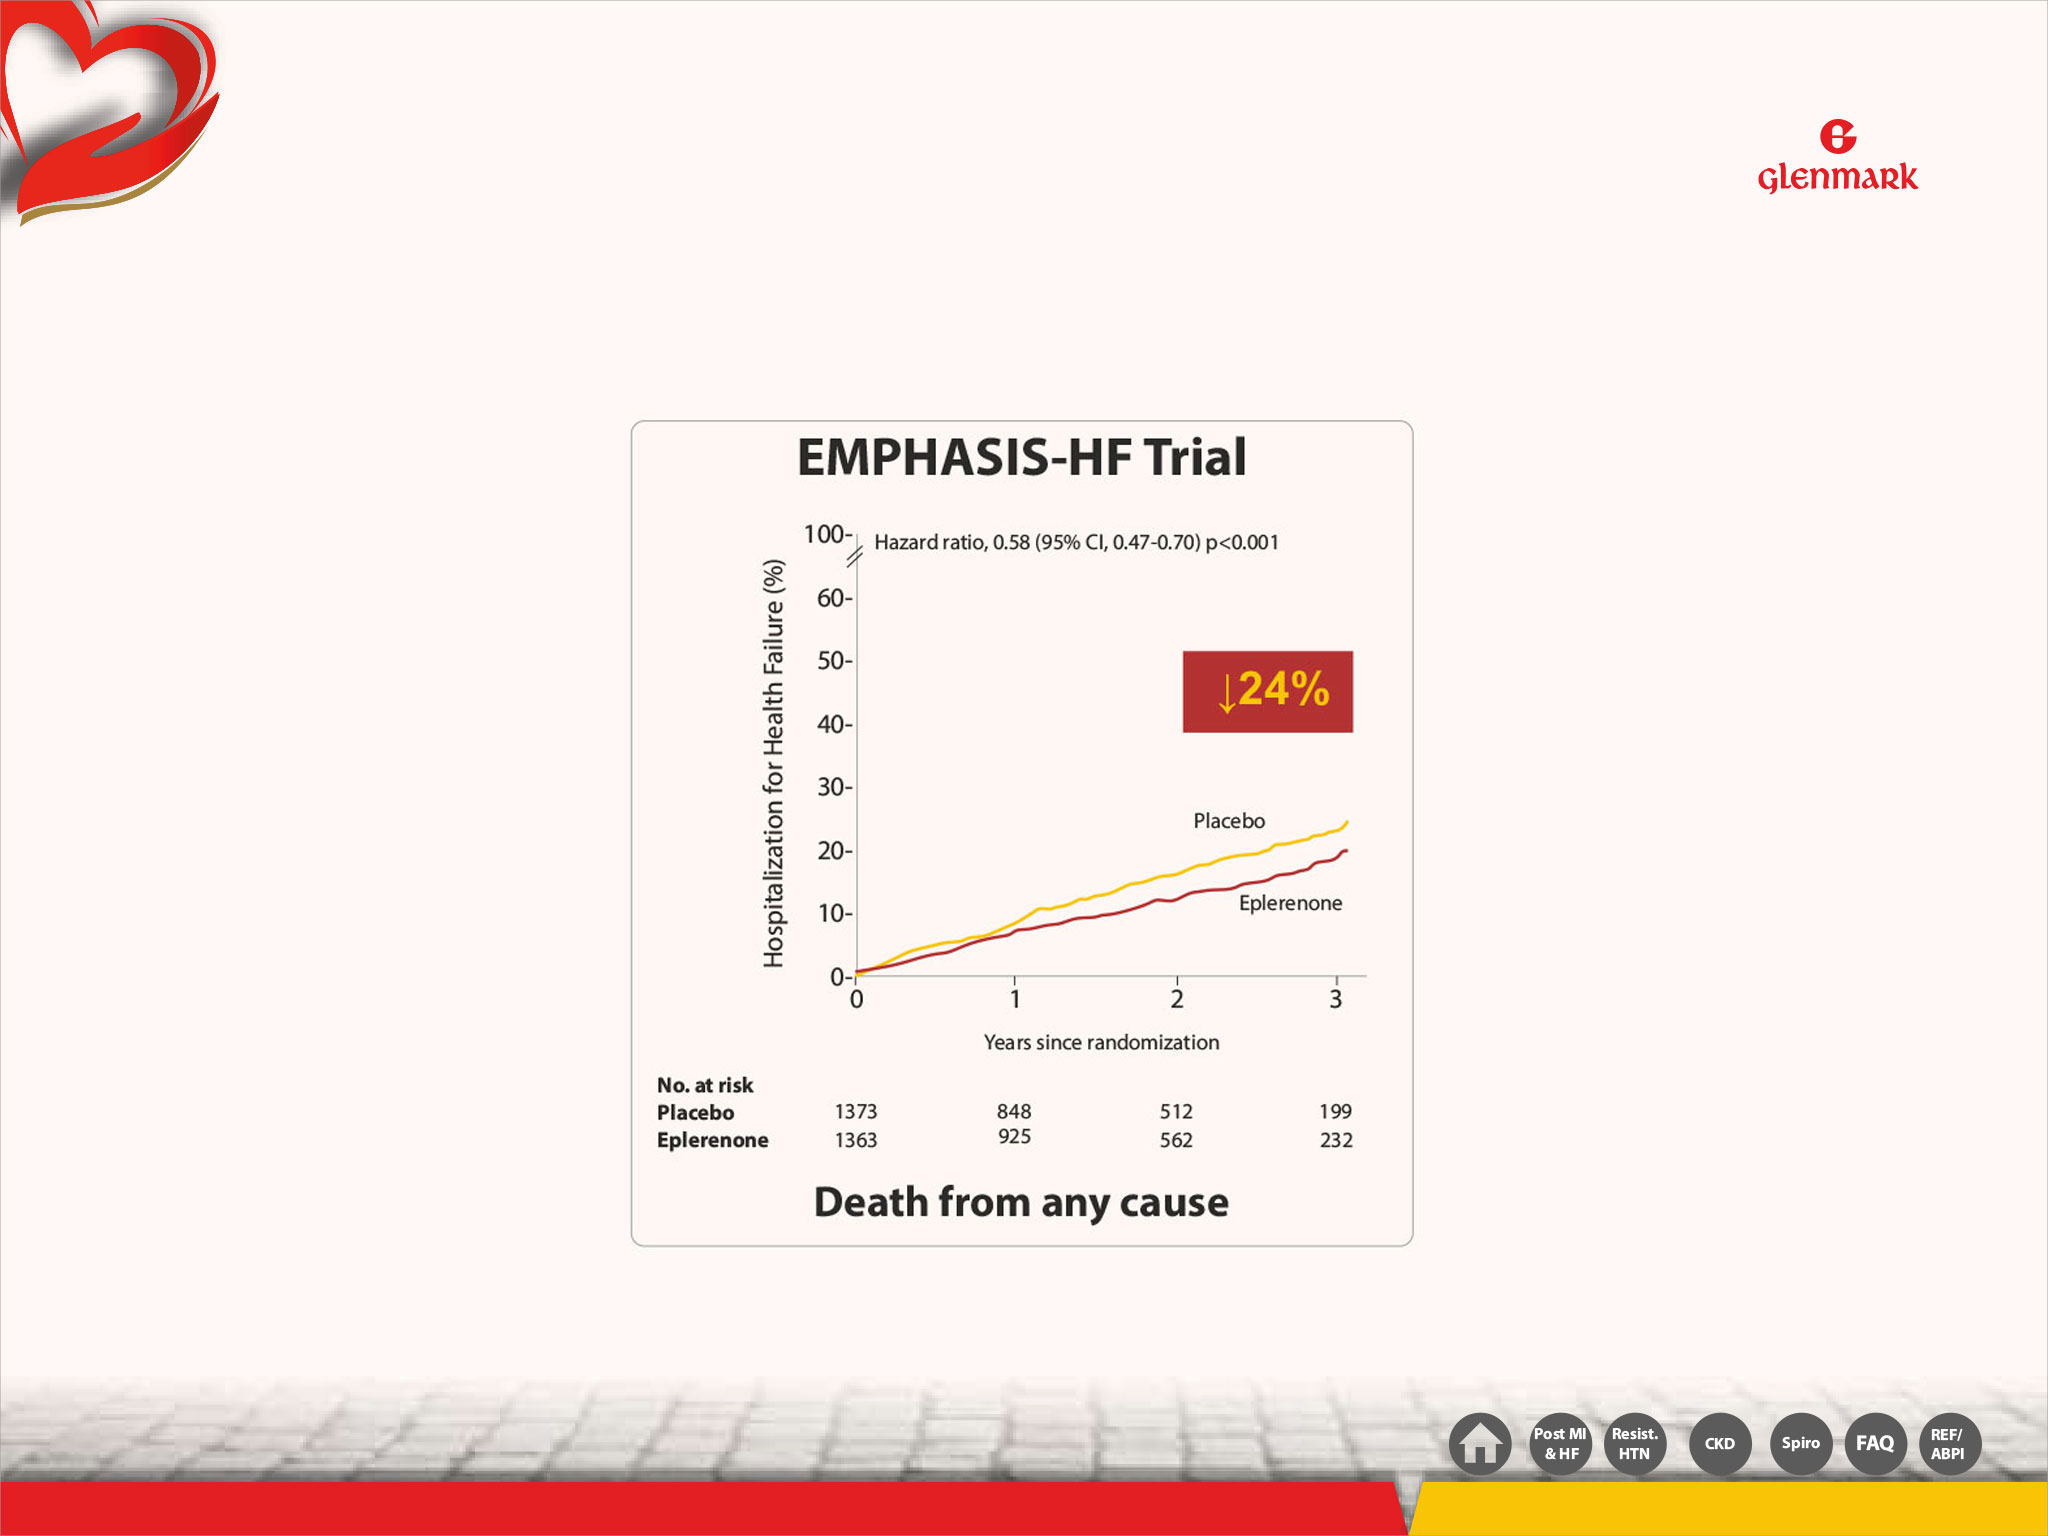 glenmark
EMPHASIS-HF Trial
Hazard ratio, 0.58 (95% CI, 0.47-0.70) p<0.001
Hospitalization for Health Failure (%)
100-
60-
50-
40-
30-
20-
10-
0-
↓24%
Placebo
Eplerenone
0 1 2 3
Years since randomization
No. at risk
Placebo 1373 848 512 199
Eplerenone 1363 925 562 232
Death from any cause
Post MI
& HF
Resist.
HTN
CKD
Spiro
FAQ
REF/
ABPI